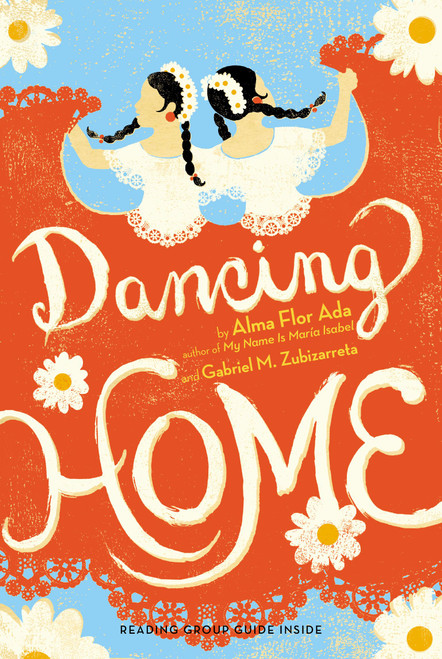 Dancing
by Alma Flor Ada
author of My Name Is María Isabel
and Gabriel M. Zubizarreta
HOME
READING GROUP GUIDE INSIDE